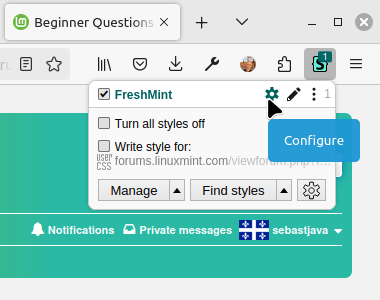 Beginner Questions
1
FreshMint
1
Turn all styles off
Configure
Write style for:
USER
CSS
forums.linuxmint.com/viewforum.php?f...
Manage
Find styles
Notifications
Private messages
sebastjava